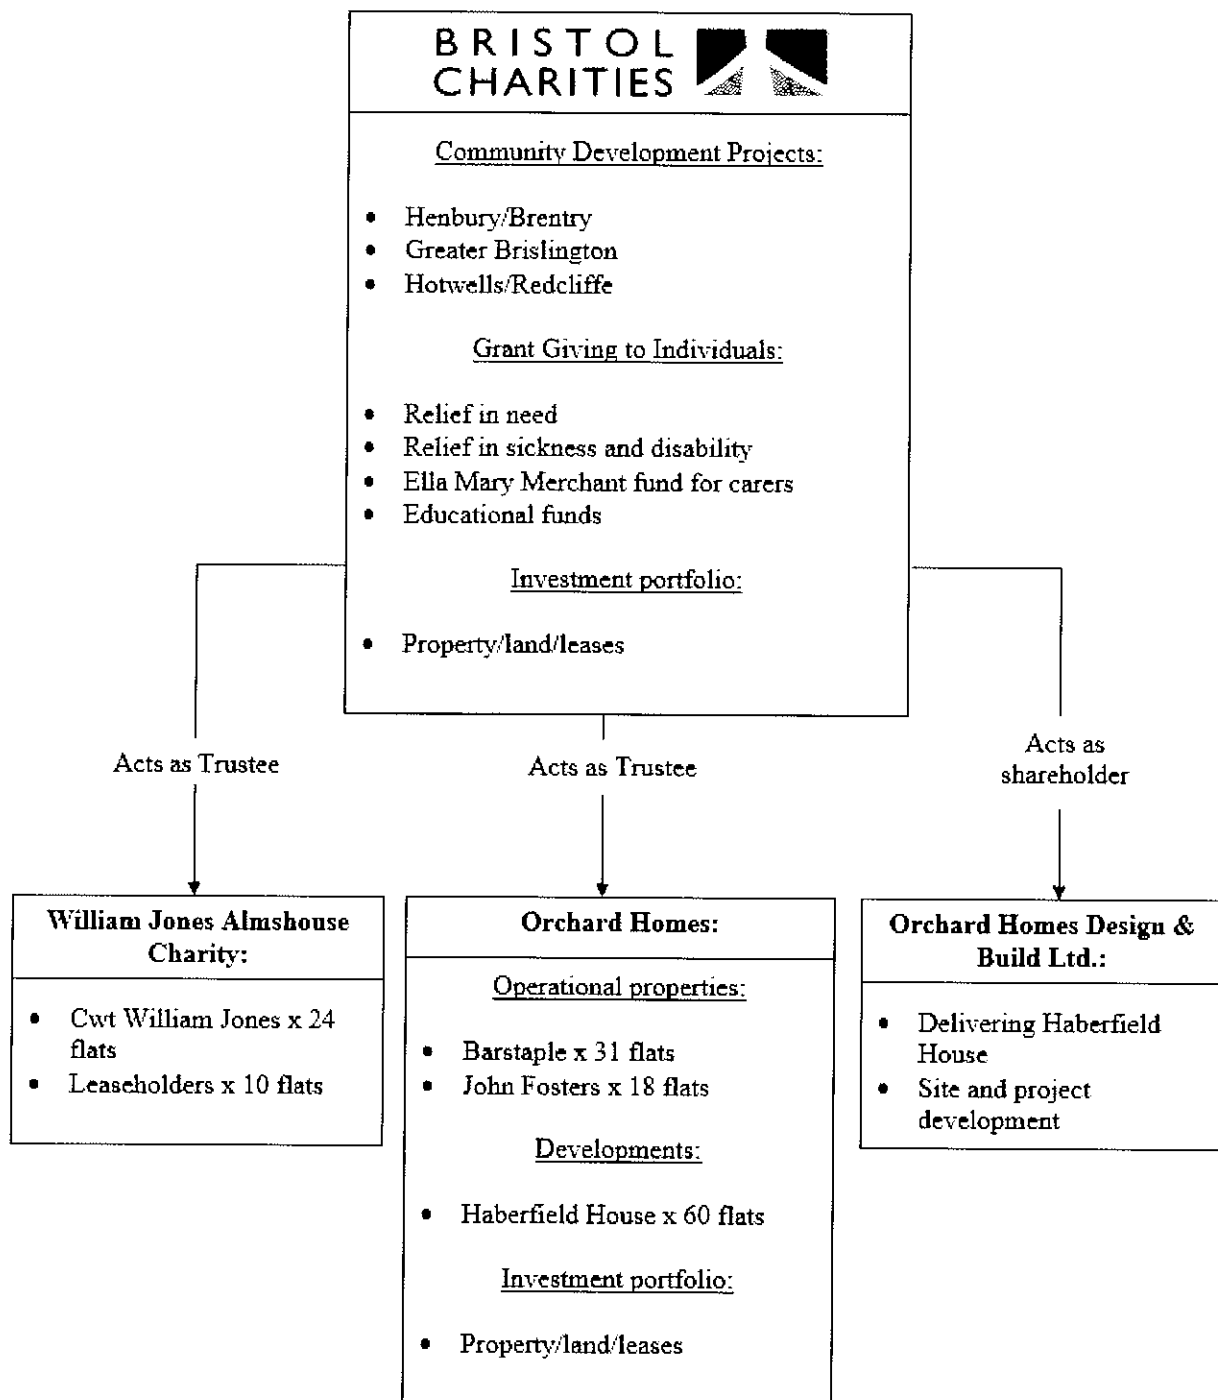 BRISTOL
CHARITIES
Community Development Projects:
• Henbury/Brentry
• Greater Brislington
• Hotwells/Redcliffe
Grant Giving to Individuals:
• Relief in need
• Relief in sickness and disability
• Ella Mary Merchant fund for carers
• Educational funds
Investment portfolio:
• Property/land/leases
Acts as Trustee
Acts as Trustee
Acts as
shareholder
William Jones Almshouse
Charity:
• Cwt William Jones x 24
flats
• Leaseholders x 10 flats
Orchard Homes:
Operational properties:
• Barstaple x 31 flats
• John Fosters x 18 flats
Developments:
• Haberfield House x 60 flats
Investment portfolio:
• Property/land/leases
Orchard Homes Design &
Build Ltd.:
• Delivering Haberfield
House
• Site and project
development